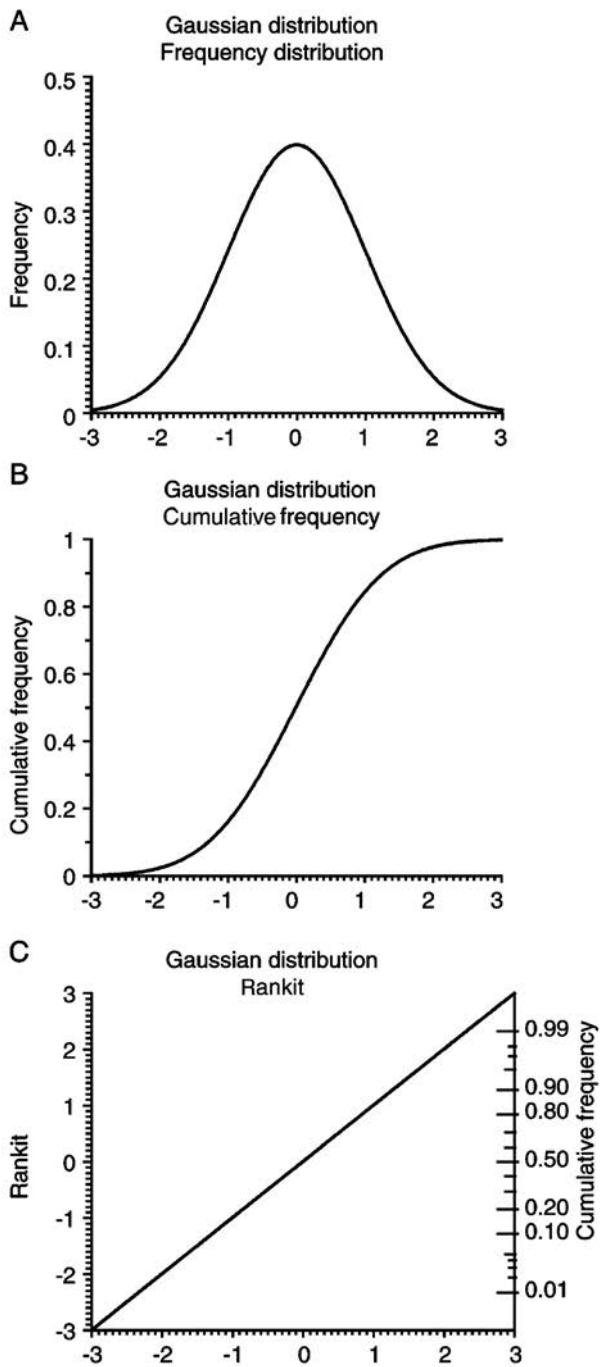 A
Gaussian distribution
Frequency distribution
0.5
0.4
0.3
0.2
0.1
0
Frequency
-3 -2 -1 0 1 2 3
B
Gaussian distribution
Cumulative frequency
1
0.8
0.6
0.4
0.2
0
Cumulative frequency
-3 -2 -1 0 1 2 3
C
Gaussian distribution
Rankit
3
2
1
0
-1
-2
-3
Rankit
0.99
0.90
0.80
0.50
0.20
0.10
0.01
Cumulative frequency
-3 -2 -1 0 1 2 3